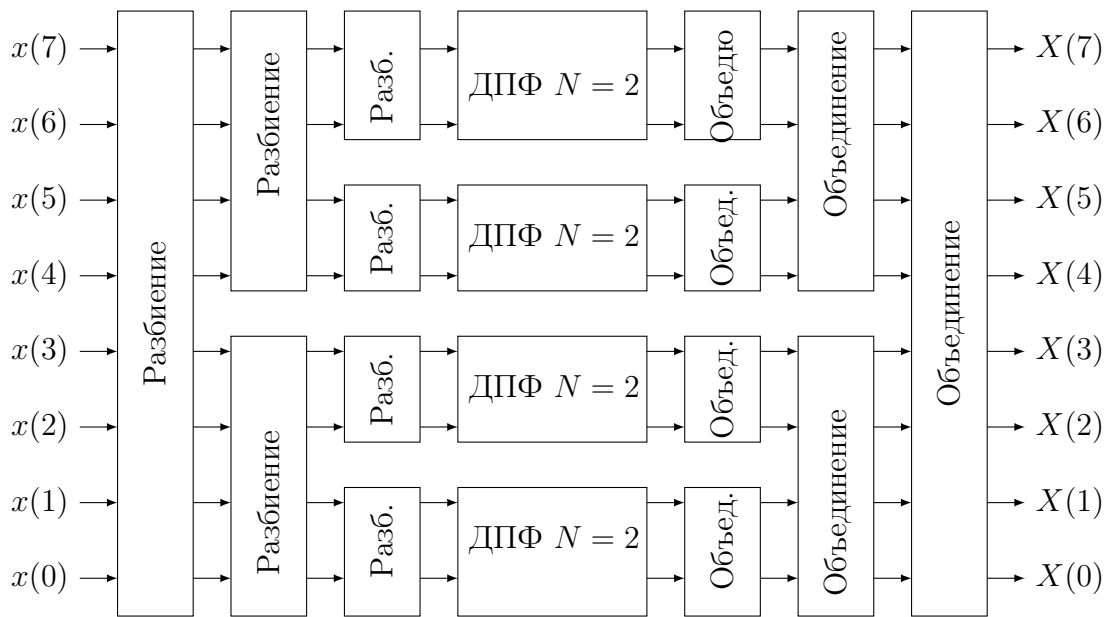 x(7)
x(6)
x(5)
x(4)
x(3)
x(2)
x(1)
x(0)
Разбиение
Разбиение
Разбиение
Разб.
Разб.
Разб.
Разб.
ДПФ N = 2
ДПФ N = 2
ДПФ N = 2
ДПФ N = 2
Объедю
Объед.
Объед.
Объед.
Объединение
Объединение
Объединение
X(7)
X(6)
X(5)
X(4)
X(3)
X(2)
X(1)
X(0)